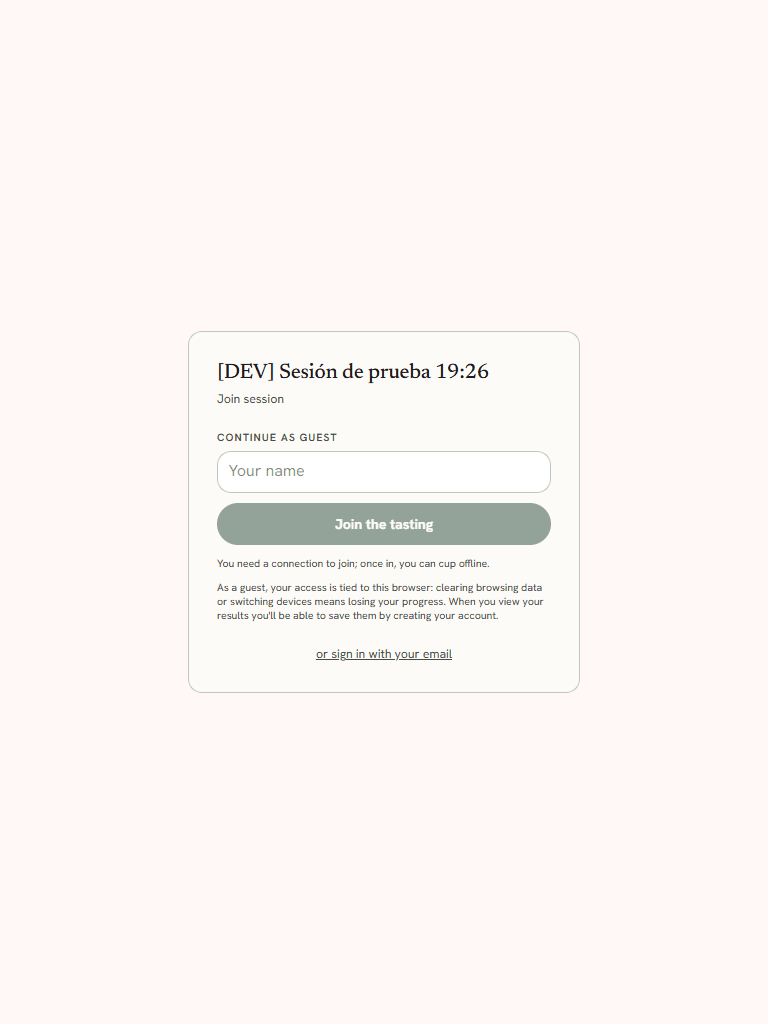 [DEV] Sesión de prueba 19:26
Join session
CONTINUE AS GUEST
Your name
Join the tasting
You need a connection to join; once in, you can cup offline.
As a guest, your access is tied to this browser: clearing browsing data
or switching devices means losing your progress. When you view your
results you'll be able to save them by creating your account.
or sign in with your email